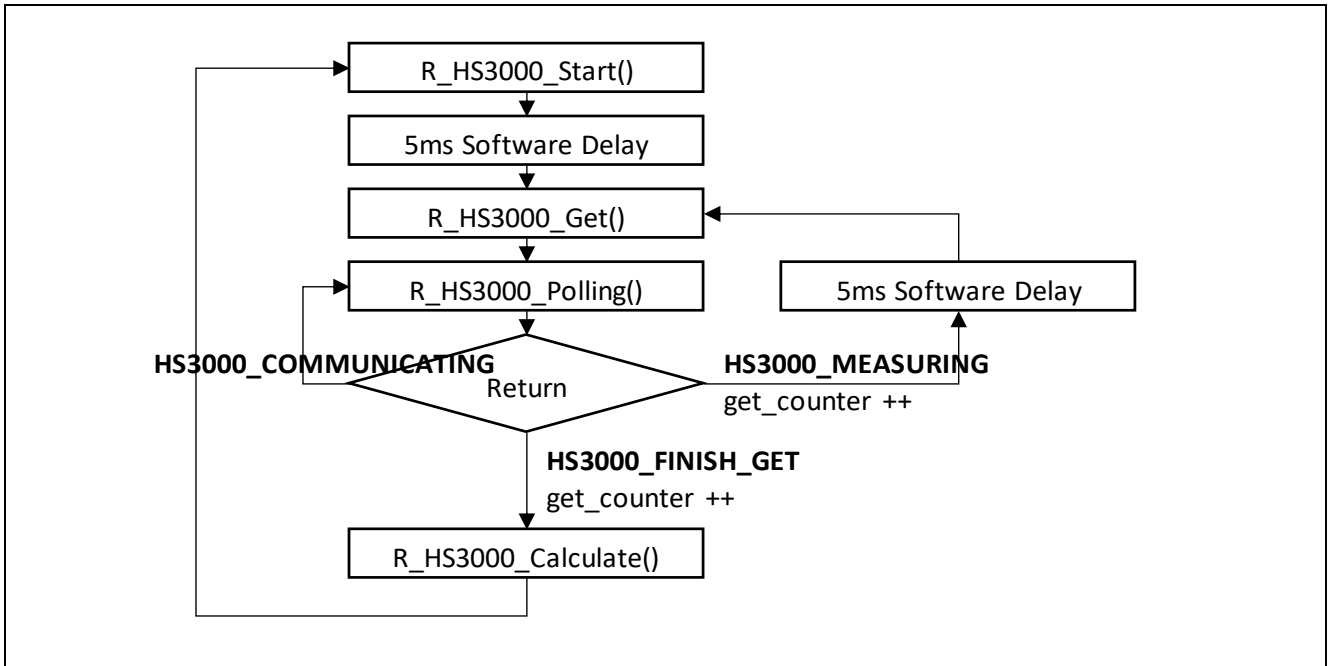 R_HS3000_Start()
5ms Software Delay
R_HS3000_Get()
R_HS3000_Polling()
5ms Software Delay
HS3000_COMMUNICATING
Return
HS3000_MEASURING
get_counter ++
HS3000_FINISH_GET
get_counter ++
R_HS3000_Calculate()